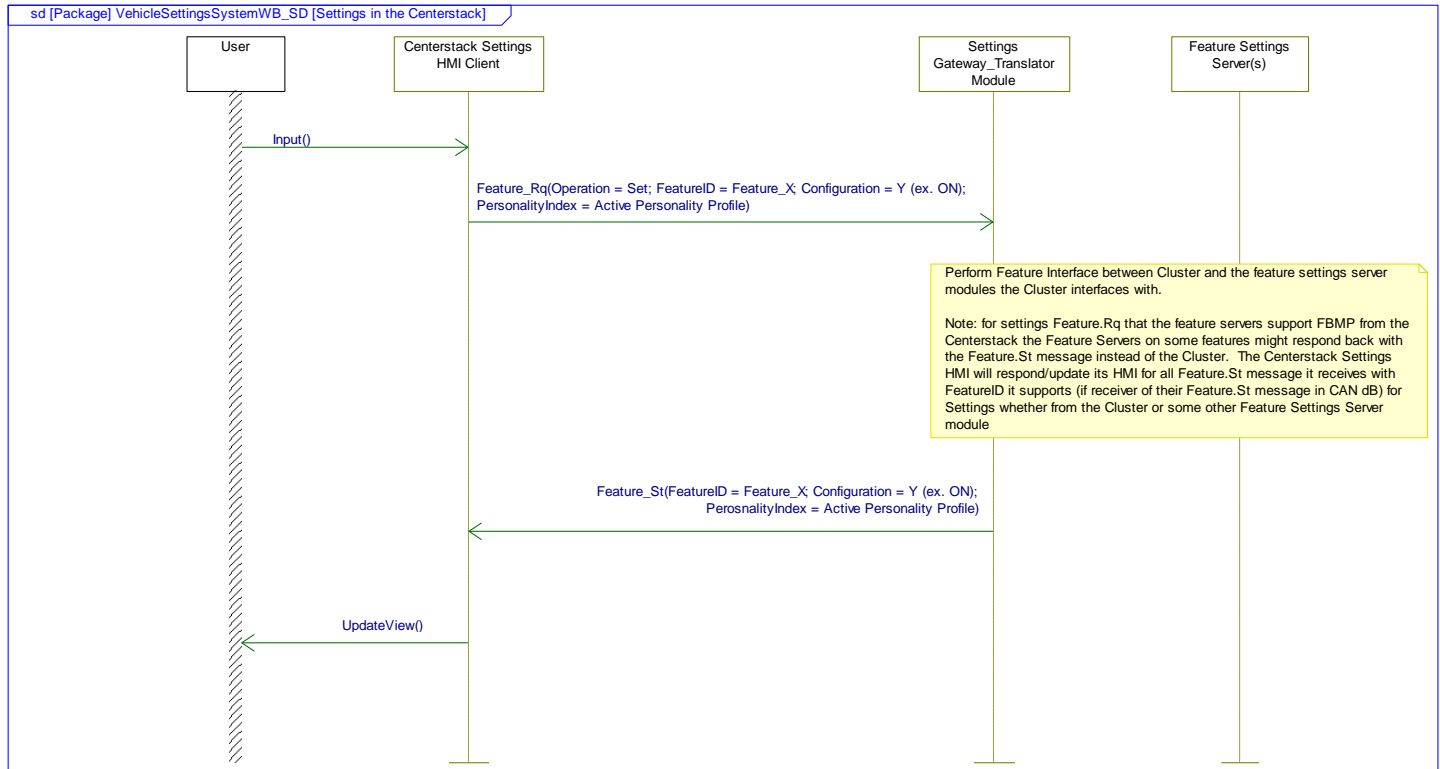 sd [Package] VehicleSettingsSystemWB_SD [Settings in the Centerstack]
User
Centerstack Settings
HMI Client
Settings
Gateway_Translator
Module
Feature Settings
Server(s)
Input()
Feature_Rq(Operation = Set; FeatureID = Feature_X; Configuration = Y (ex. ON);
PersonalityIndex = Active Personality Profile)
Perform Feature Interface between Cluster and the feature settings server
modules the Cluster interfaces with.
Note: for settings Feature.Rq that the feature servers support FBMP from the
Centerstack the Feature Servers on some features might respond back with
the Feature.St message instead of the Cluster. The Centerstack Settings
HMI will respond/update its HMI for all Feature.St message it receives with
FeatureID it supports (if receiver of their Feature.St message in CAN dB) for
Settings whether from the Cluster or some other Feature Settings Server
module
Feature_St(FeatureID = Feature_X; Configuration = Y (ex. ON);
PerosnalityIndex = Active Personality Profile)
UpdateView()